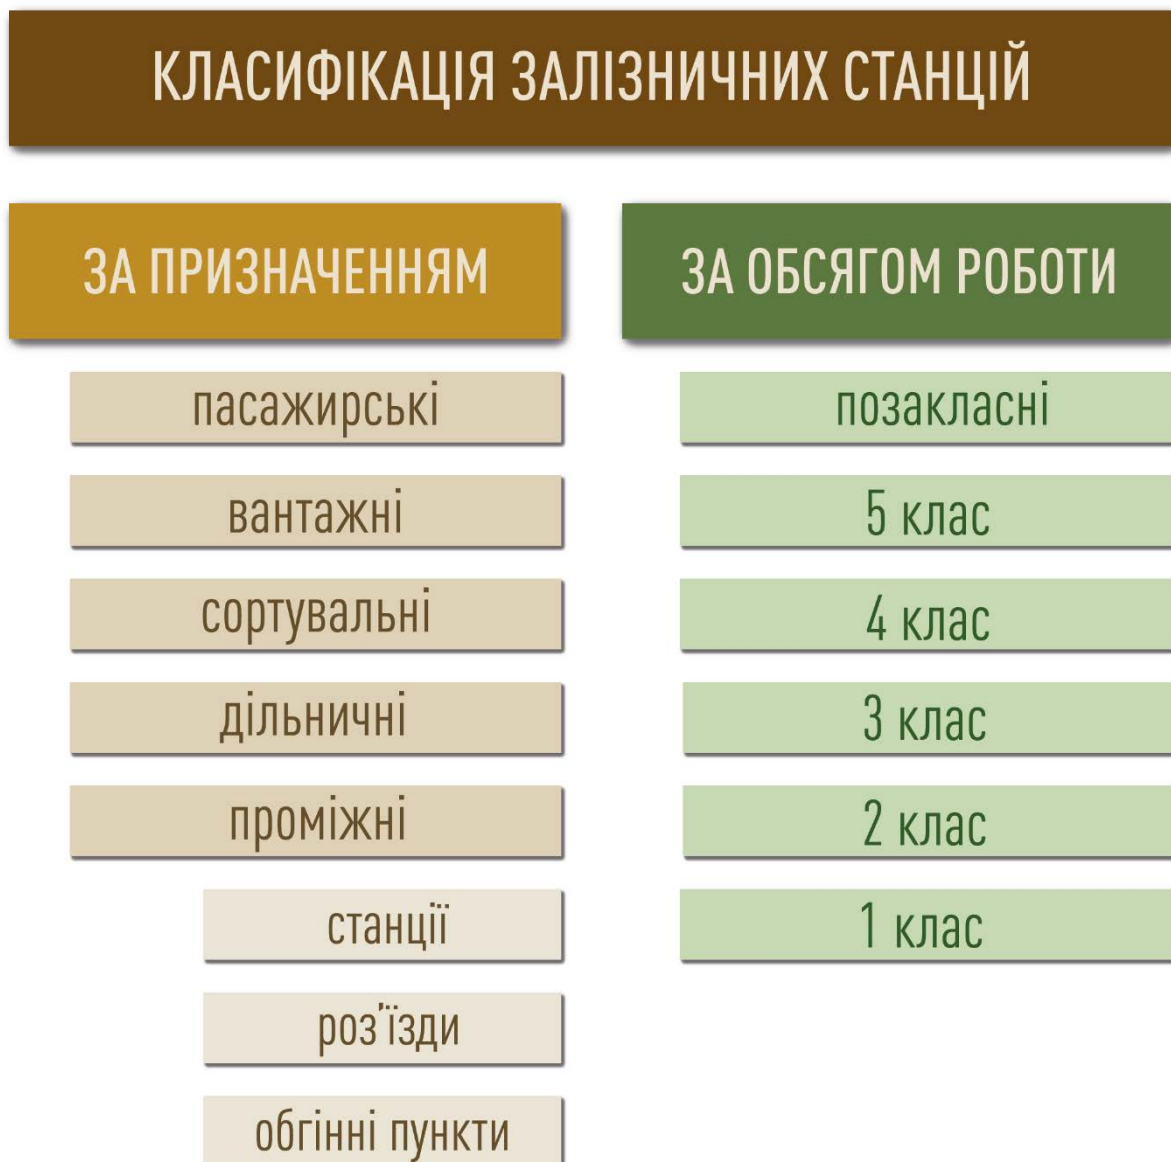 КЛАСИФІКАЦІЯ ЗАЛІЗНИЧНИХ СТАНЦІЙ
ЗА ПРИЗНАЧЕННЯМ
пасажирські
вантажні
сортувальні
дільничні
проміжні
станції
роз'їзди
обгінні пункти
ЗА ОБСЯГОМ РОБОТИ
позакласні
5 клас
4 клас
3 клас
2 клас
1 клас